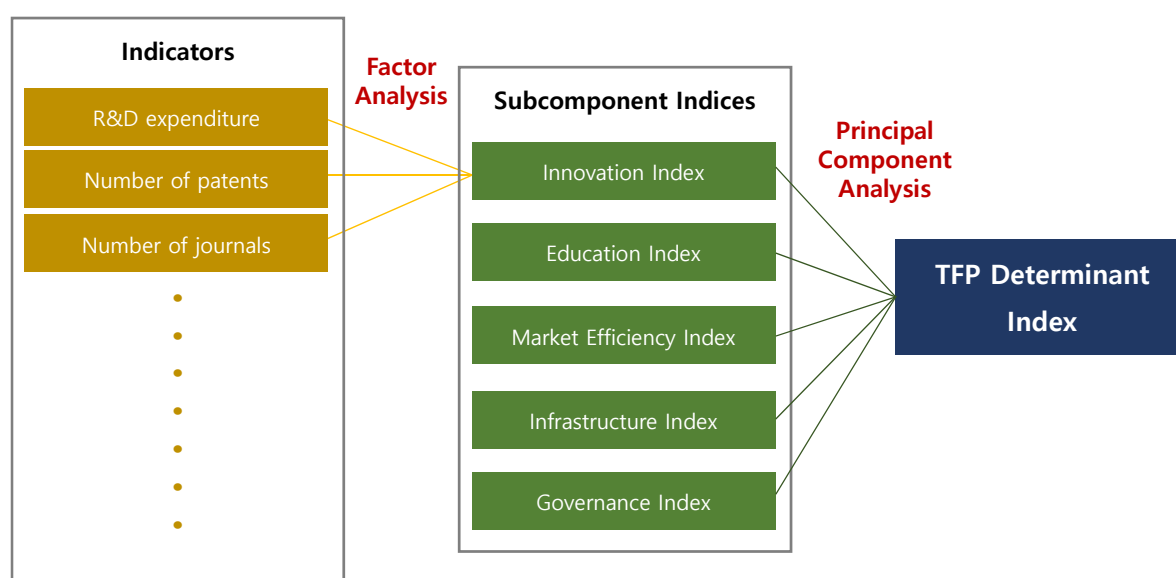 Indicators
R&D expenditure
Number of patents
Number of journals
Factor
Analysis
Subcomponent Indices
Innovation Index
Education Index
Market Efficiency Index
Infrastructure Index
Governance Index
Principal
Component
Analysis
TFP Determinant
Index